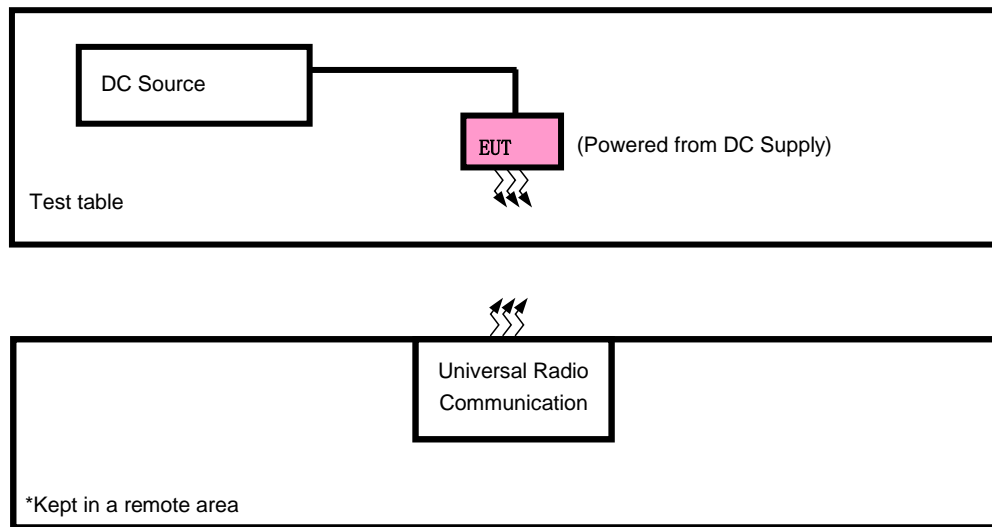 DC Source
EUT
(Powered from DC Supply)
Test table
Universal Radio
Communication
*Kept in a remote area